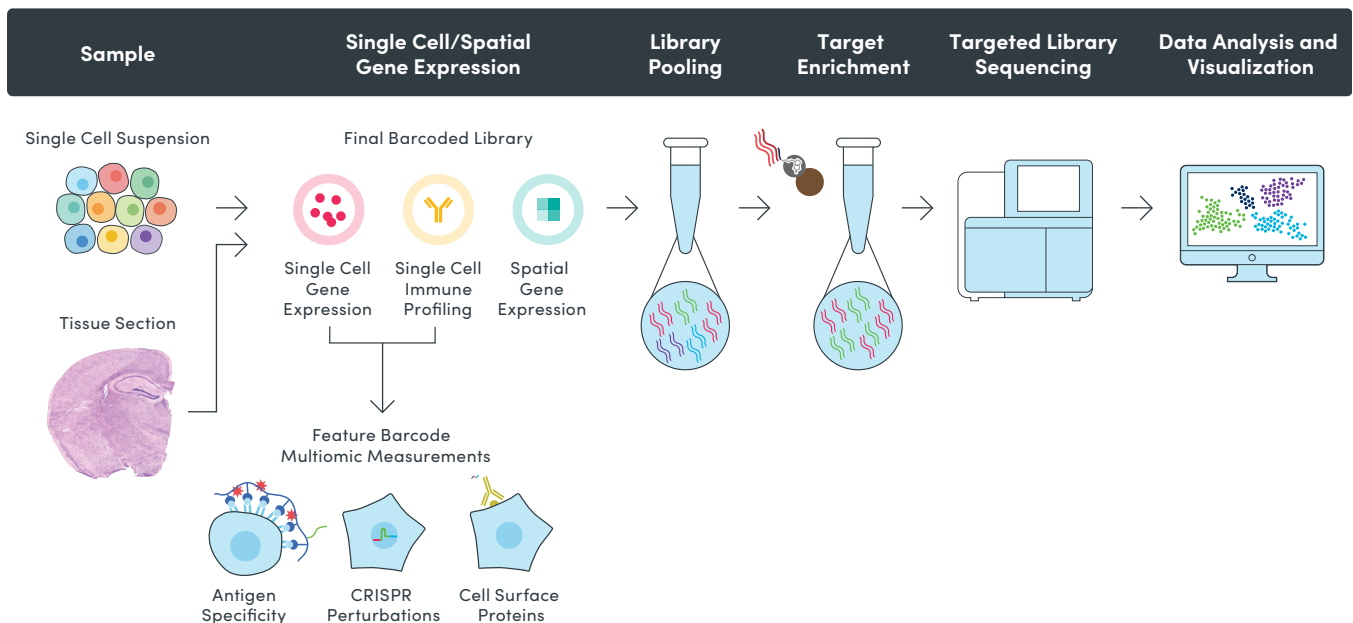 Sample
Single Cell/Spatial
Gene Expression
Library
Pooling
Target
Enrichment
Targeted Library
Sequencing
Data Analysis and
Visualization
Single Cell Suspension
Tissue Section
Final Barcoded Library
Single Cell
Gene
Expression
Single Cell
Immune
Profiling
Spatial
Gene
Expression
Feature Barcode
Multiomic Measurements
Antigen
Specificity
CRISPR
Perturbations
Cell Surface
Proteins